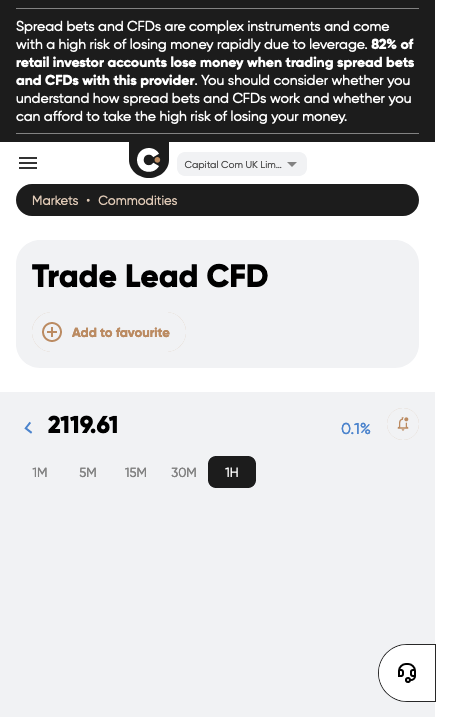 Spread bets and CFDs are complex instruments and come
with a high risk of losing money rapidly due to leverage. 82% of
retail investor accounts lose money when trading spread bets
and CFDs with this provider. You should consider whether you
understand how spread bets and CFDs work and whether you
can afford to take the high risk of losing your money.
Capital Com UK Lim...
Markets • Commodities
Trade Lead CFD
Add to favourite
2119.61
0.1%
1M 5M 15M 30M 1H